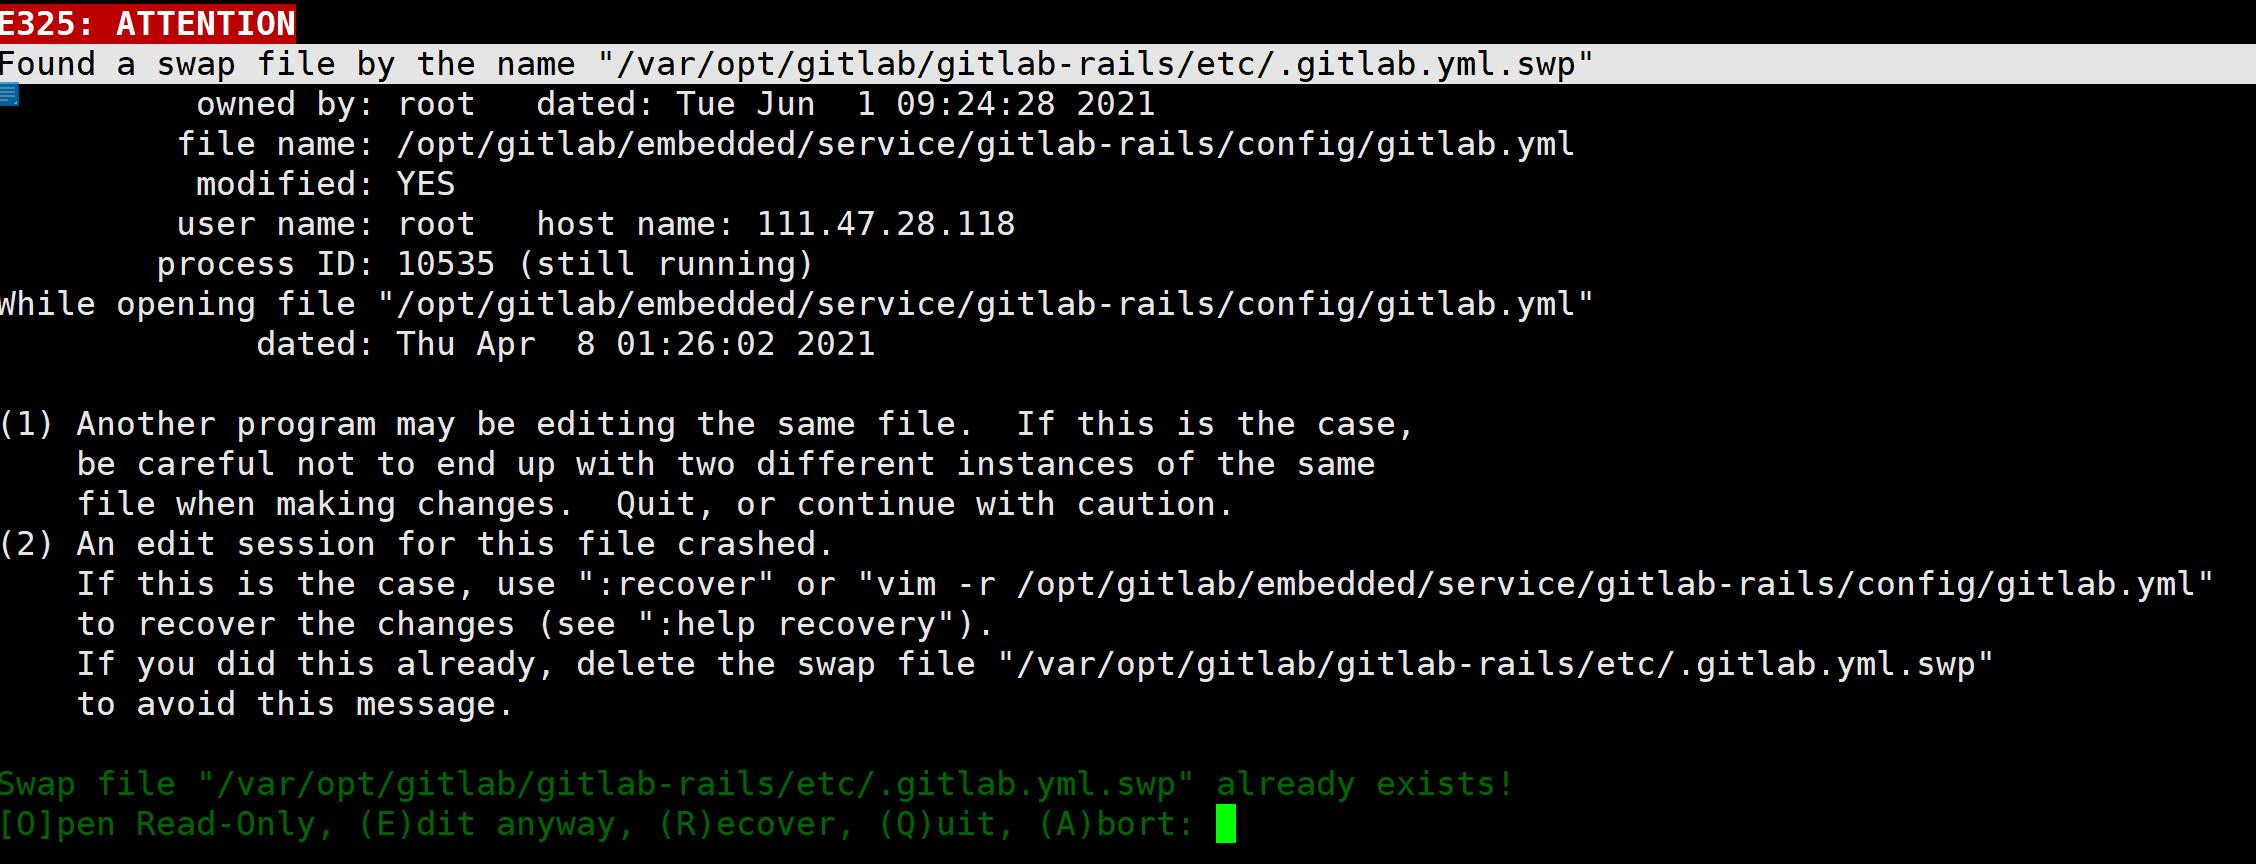 E325: ATTENTION
Found a swap file by the name "/var/opt/gitlab/gitlab-rails/etc/.gitlab.yml.swp"
          owned by: root   dated: Tue Jun  1 09:24:28 2021
         file name: /opt/gitlab/embedded/service/gitlab-rails/config/gitlab.yml
          modified: YES
         user name: root   host name: 111.47.28.118
        process ID: 10535 (still running)
While opening file "/opt/gitlab/embedded/service/gitlab-rails/config/gitlab.yml"
             dated: Thu Apr  8 01:26:02 2021
(1) Another program may be editing the same file.  If this is the case,
    be careful not to end up with two different instances of the same
    file when making changes.  Quit, or continue with caution.
(2) An edit session for this file crashed.
    If this is the case, use ":recover" or "vim -r /opt/gitlab/embedded/service/gitlab-rails/config/gitlab.yml"
    to recover the changes (see ":help recovery").
    If you did this already, delete the swap file "/var/opt/gitlab/gitlab-rails/etc/.gitlab.yml.swp"
    to avoid this message.
Swap file "/var/opt/gitlab/gitlab-rails/etc/.gitlab.yml.swp" already exists!
[O]pen Read-Only, (E)dit anyway, (R)ecover, (Q)uit, (A)bort: